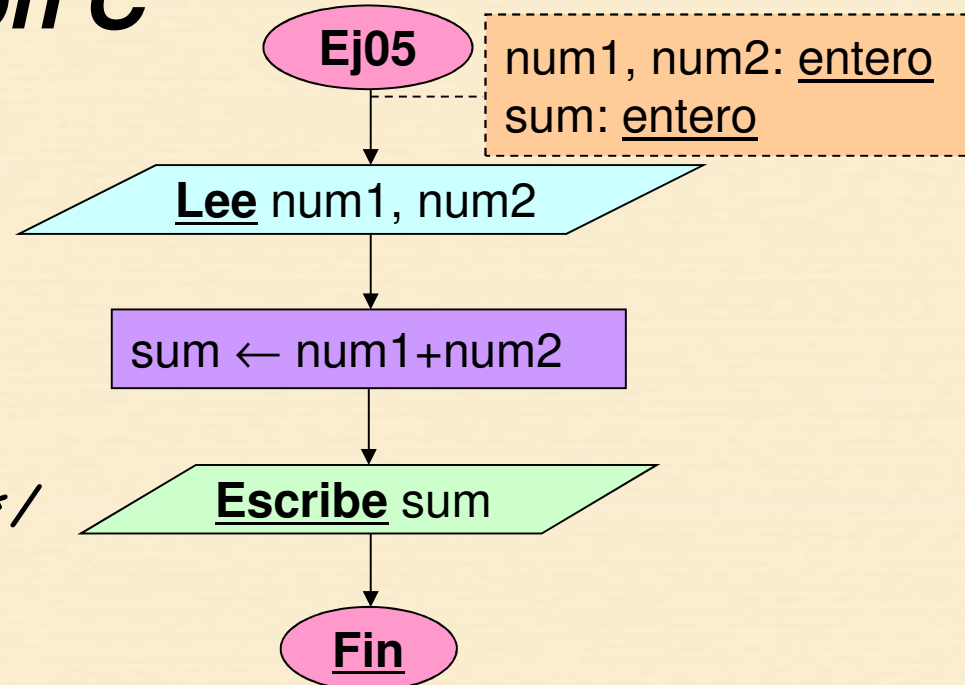 Ej05
num1, num2: entero
sum: entero
Lee num1, num2
sum ← num1+num2
*/
Escribe sum
Fin